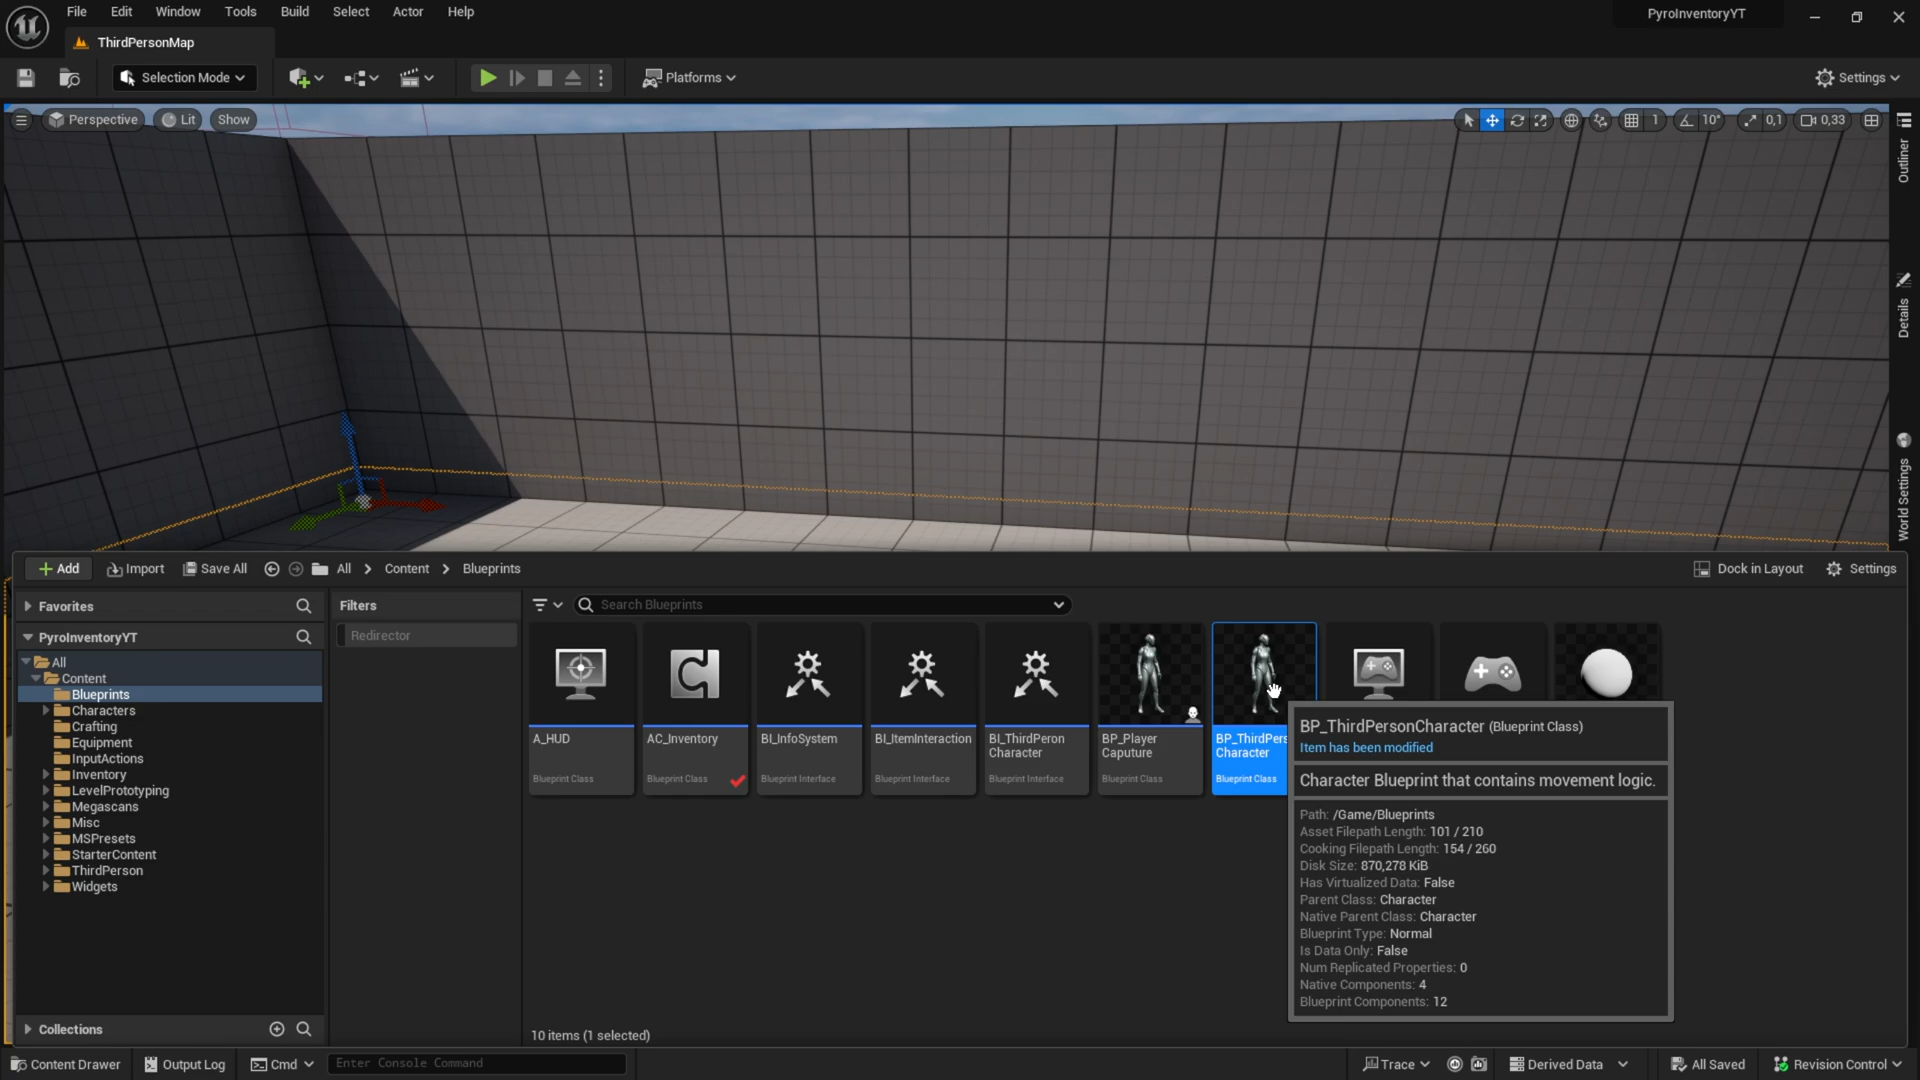 File Edit Window Tools Build Select Actor Help
PyroInventoryYT
ThirdPersonMap
Selection Mode
Platforms
Settings
Perspective Lit Show
1 10° 0,1 0,33
Outliner
Details
World Settings
Add Import Save All All Content Blueprints
Dock in Layout Settings
Favorites
PyroInventoryYT
All
Content
Blueprints
Characters
Crafting
Equipment
InputActions
Inventory
LevelPrototyping
Megascans
Misc
MSPresets
StarterContent
ThirdPerson
Widgets
Collections
Filters
Redirector
Search Blueprints
A_HUD
Blueprint Class
AC_Inventory
Blueprint Class
BI_InfoSystem
Blueprint Interface
BI_ItemInteraction
Blueprint Interface
BI_ThirdPeron
Character
Blueprint Interface
BP_Player
Caputure
Blueprint Class
BP_ThirdPers
Character
Blueprint Class
BP_ThirdPersonCharacter (Blueprint Class)
Item has been modified
Character Blueprint that contains movement logic.
Path: /Game/Blueprints
Asset Filepath Length: 101 / 210
Cooking Filepath Length: 154 / 260
Disk Size: 870,278 KiB
Has Virtualized Data: False
Parent Class: Character
Native Parent Class: Character
Blueprint Type: Normal
Is Data Only: False
Num Replicated Properties: 0
Native Components: 4
Blueprint Components: 12
10 items (1 selected)
Content Drawer Output Log Cmd Enter Console Command
Trace Derived Data All Saved Revision Control